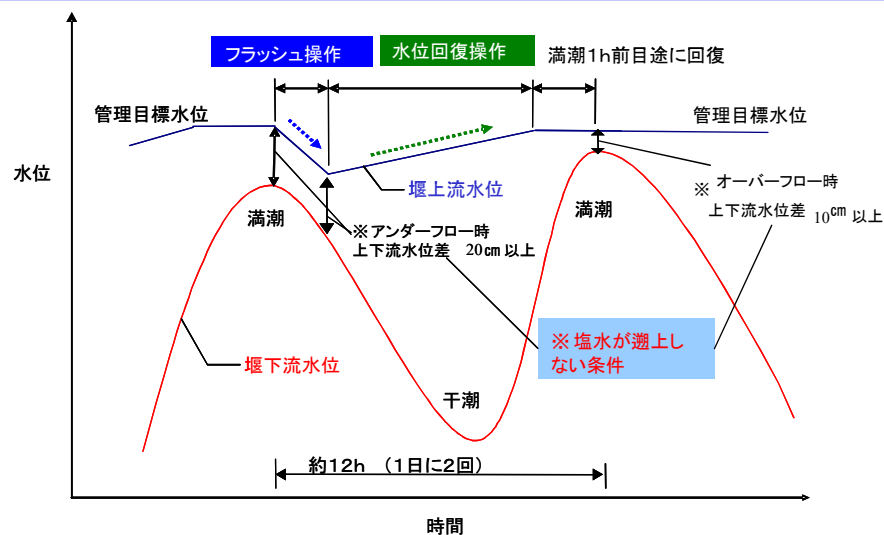 フラッシュ操作
水位回復操作
満潮1h前目途に回復
管理目標水位
管理目標水位
水位
堰上流水位
※オーバーフロー時
上下流水位差 10cm 以上
満潮
満潮
※アンダーフロー時
上下流水位差 20cm 以上
※塩水が遡上し
ない条件
堰下流水位
干潮
約12h (1日に2回)
時間